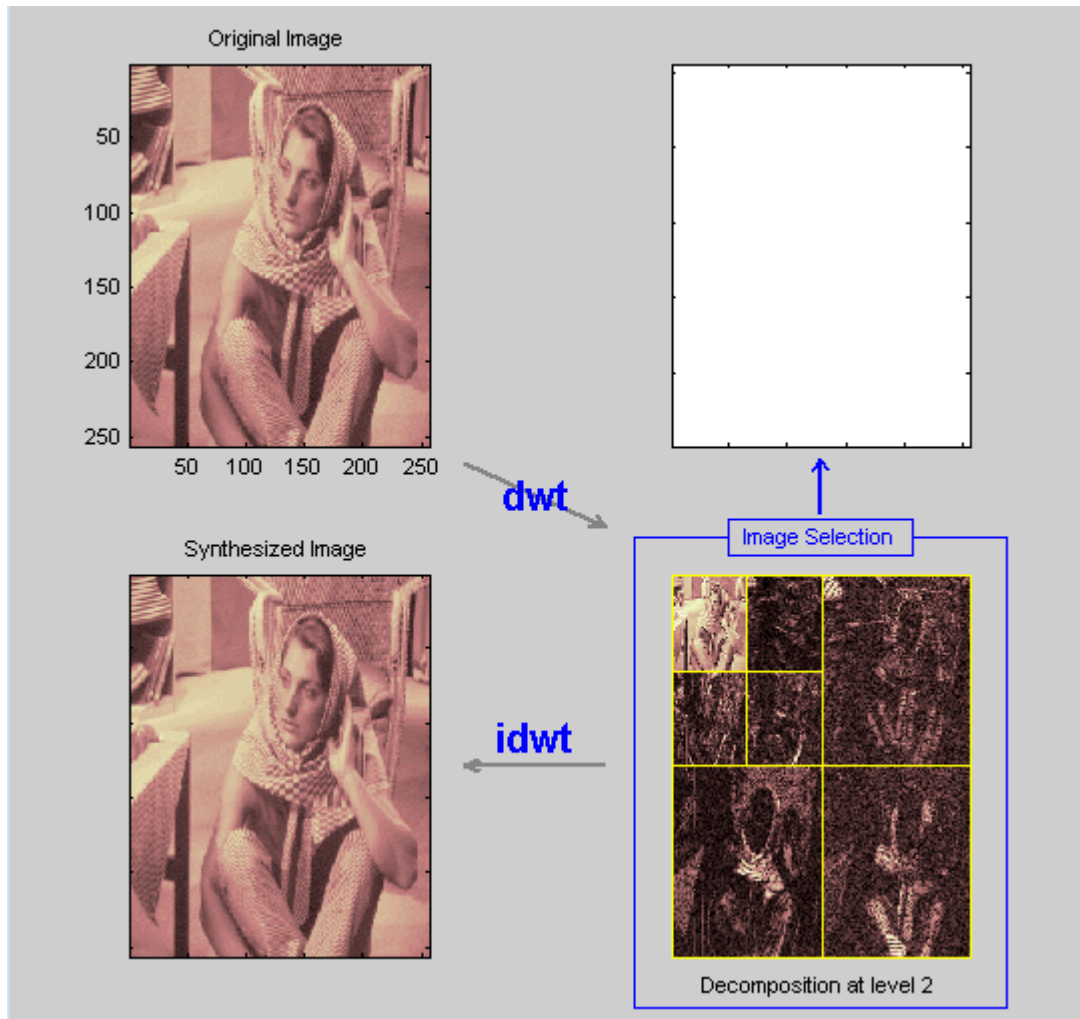 Original Image
50
100
150
200
250
50 100 150 200 250
dwt
Image Selection
Synthesized Image
idwt
Decomposition at level 2